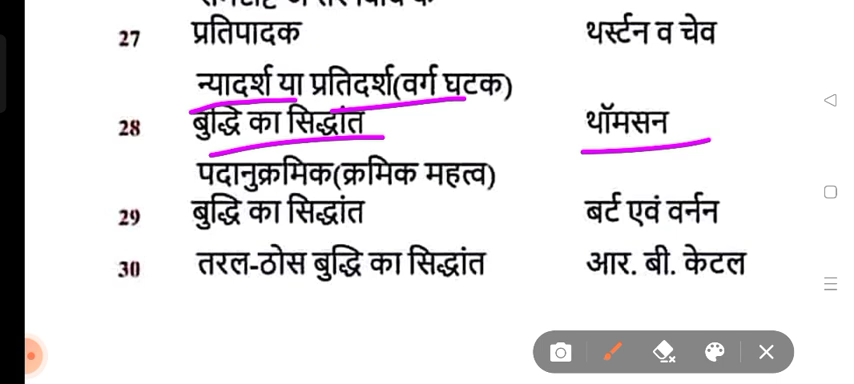 27 प्रतिपादक थर्स्टन व चेव
न्यादर्श या प्रतिदर्श(वर्ग घटक)
28 बुद्धि का सिद्धांत थॉमसन
पदानुक्रमिक(क्रमिक महत्व)
29 बुद्धि का सिद्धांत बर्ट एवं वर्नन
30 तरल-ठोस बुद्धि का सिद्धांत आर. बी. केटल